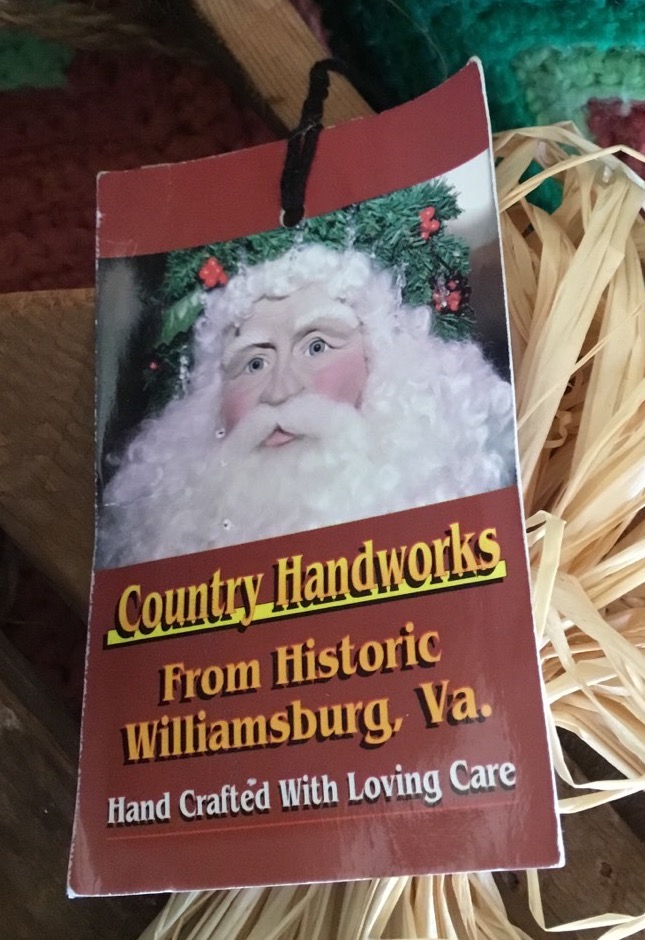 Country Handworks
From Historic
Williamsburg, Va.
Hand Crafted With Loving Care